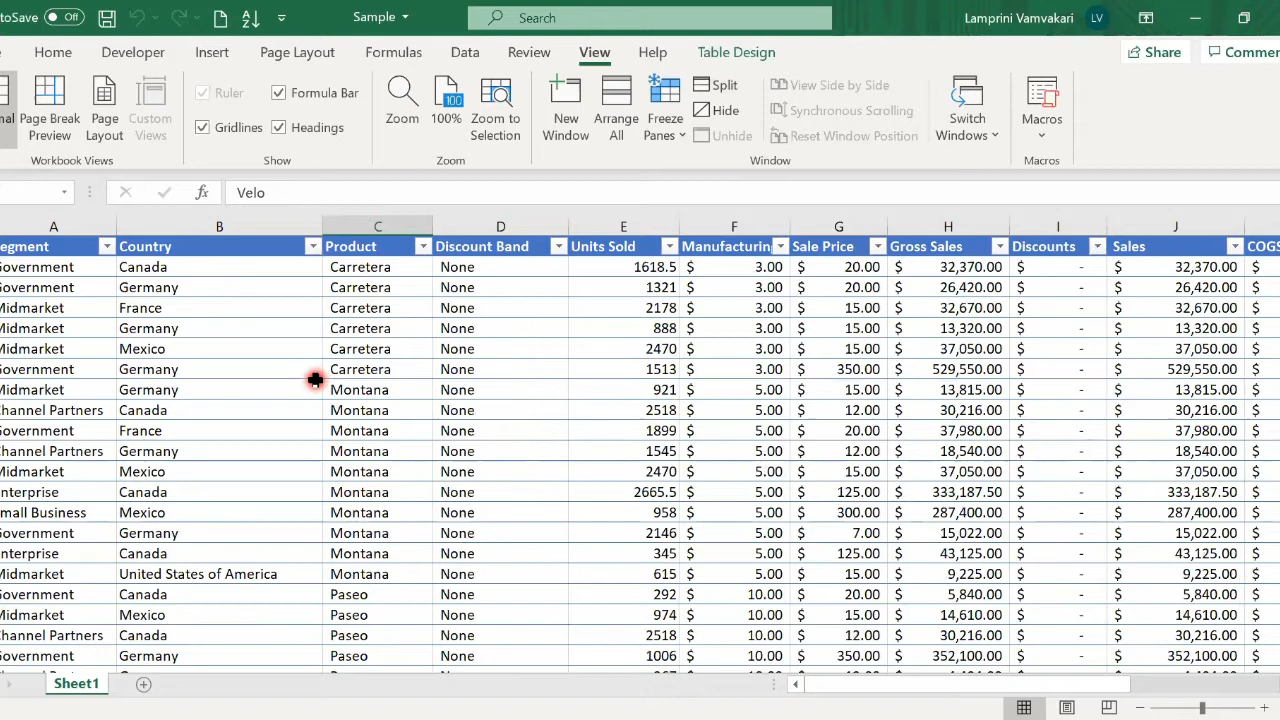 toSave Off Sample Search Lamprini Vamvakari LV
Home Developer Insert Page Layout Formulas Data Review View Help Table Design Share Comme
Ruler Formula Bar Gridlines Headings
Page Break Preview Page Layout Custom Views Zoom 100 100% Zoom to Selection New Window Arrange All Freeze Panes Split Hide Unhide View Side by Side Synchronous Scrolling Reset Window Position Switch Windows Macros
Workbook Views Show Zoom Window Macros
fx Velo
A B C D E F G H I J
egment Country Product Discount Band Units Sold Manufacturing Sale Price Gross Sales Discounts Sales COGS
Government Canada Carretera None 1618.5 $ 3.00 $ 20.00 $ 32,370.00 $ - $ 32,370.00 $
Government Germany Carretera None 1321 $ 3.00 $ 20.00 $ 26,420.00 $ - $ 26,420.00 $
Midmarket France Carretera None 2178 $ 3.00 $ 15.00 $ 32,670.00 $ - $ 32,670.00 $
Midmarket Germany Carretera None 888 $ 3.00 $ 15.00 $ 13,320.00 $ - $ 13,320.00 $
Midmarket Mexico Carretera None 2470 $ 3.00 $ 15.00 $ 37,050.00 $ - $ 37,050.00 $
Government Germany Carretera None 1513 $ 3.00 $ 350.00 $ 529,550.00 $ - $ 529,550.00 $
Midmarket Germany Montana None 921 $ 5.00 $ 15.00 $ 13,815.00 $ - $ 13,815.00 $
Channel Partners Canada Montana None 2518 $ 5.00 $ 12.00 $ 30,216.00 $ - $ 30,216.00 $
Government France Montana None 1899 $ 5.00 $ 20.00 $ 37,980.00 $ - $ 37,980.00 $
Channel Partners Germany Montana None 1545 $ 5.00 $ 12.00 $ 18,540.00 $ - $ 18,540.00 $
Midmarket Mexico Montana None 2470 $ 5.00 $ 15.00 $ 37,050.00 $ - $ 37,050.00 $
nterprise Canada Montana None 2665.5 $ 5.00 $ 125.00 $ 333,187.50 $ - $ 333,187.50 $
mall Business Mexico Montana None 958 $ 5.00 $ 300.00 $ 287,400.00 $ - $ 287,400.00 $
Government Germany Montana None 2146 $ 5.00 $ 7.00 $ 15,022.00 $ - $ 15,022.00 $
nterprise Canada Montana None 345 $ 5.00 $ 125.00 $ 43,125.00 $ - $ 43,125.00 $
Midmarket United States of America Montana None 615 $ 5.00 $ 15.00 $ 9,225.00 $ - $ 9,225.00 $
Government Canada Paseo None 292 $ 10.00 $ 20.00 $ 5,840.00 $ - $ 5,840.00 $
Midmarket Mexico Paseo None 974 $ 10.00 $ 15.00 $ 14,610.00 $ - $ 14,610.00 $
Channel Partners Canada Paseo None 2518 $ 10.00 $ 12.00 $ 30,216.00 $ - $ 30,216.00 $
Government Germany Paseo None 1006 $ 10.00 $ 350.00 $ 352,100.00 $ - $ 352,100.00 $
Sheet1